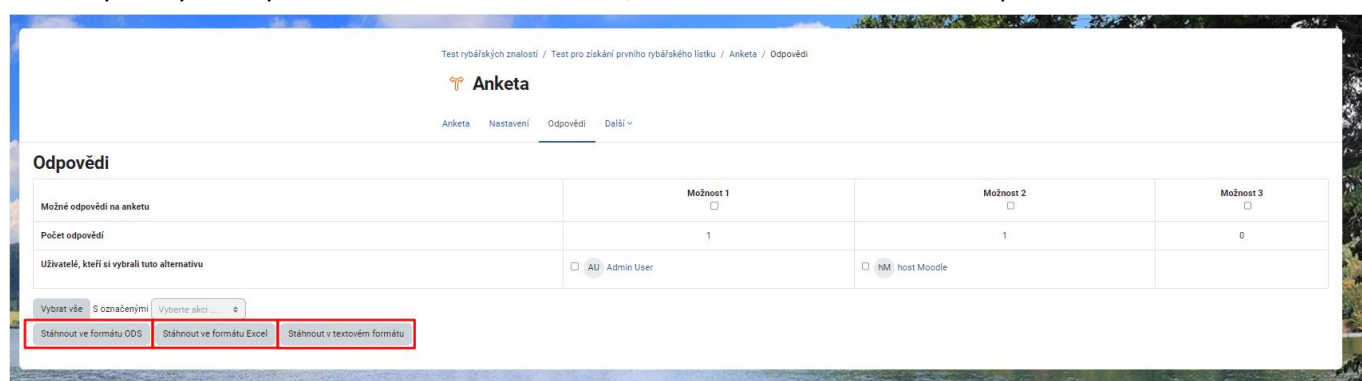 Test rybářských znalostí / Test pro získání prvního rybářského lístku / Anketa / Odpovědi
Anketa
Anketa Nastavení Odpovědi Další
Odpovědi
Možné odpovědi na anketu Možnost 1 Možnost 2 Možnost 3
Počet odpovědí 1 1 0
Uživatelé, kteří si vybrali tuto alternativu AU Admin User hM host Moodle
Vybrat vše S označenými Vyberte akci ...
Stáhnout ve formátu ODS Stáhnout ve formátu Excel Stáhnout v textovém formátu